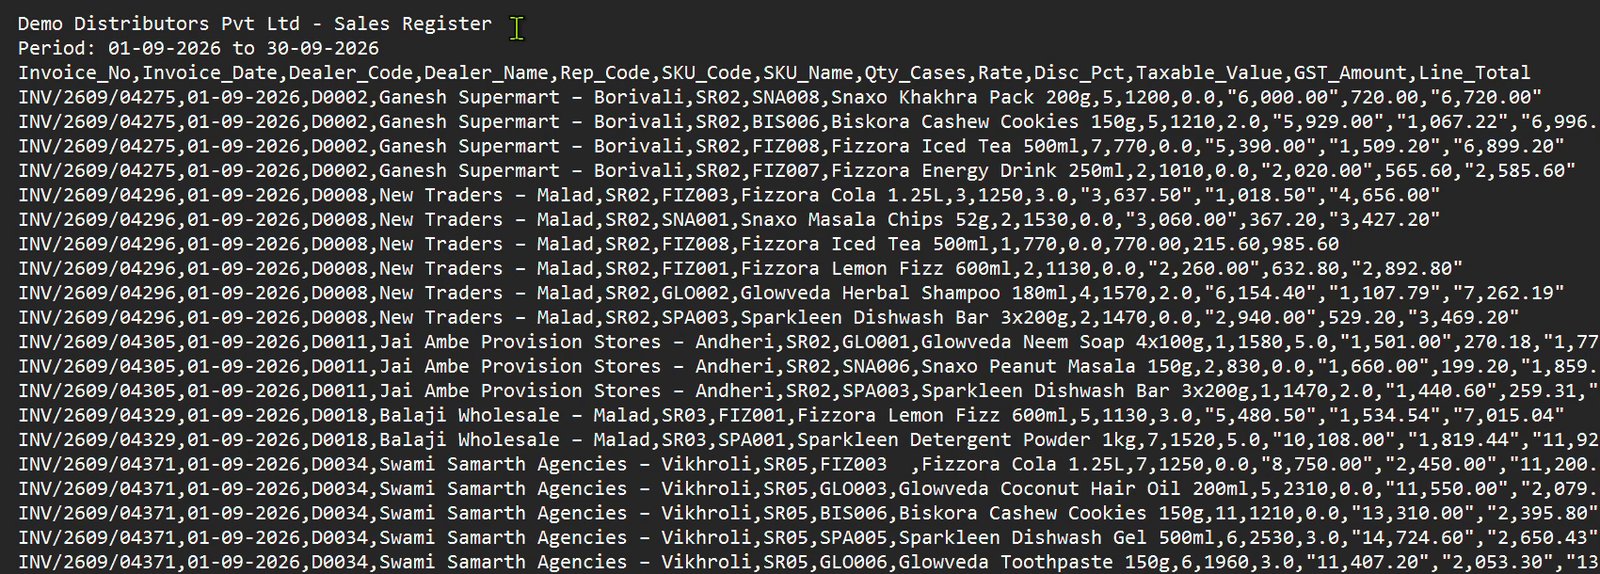 Demo Distributors Pvt Ltd - Sales Register
Period: 01-09-2026 to 30-09-2026
Invoice_No,Invoice_Date,Dealer_Code,Dealer_Name,Rep_Code,SKU_Code,SKU_Name,Qty_Cases,Rate,Disc_Pct,Taxable_Value,GST_Amount,Line_Total
INV/2609/04275,01-09-2026,D0002,Ganesh Supermart – Borivali,SR02,SNA008,Snaxo Khakhra Pack 200g,5,1200,0.0,"6,000.00",720.00,"6,720.00"
INV/2609/04275,01-09-2026,D0002,Ganesh Supermart – Borivali,SR02,BIS006,Biskora Cashew Cookies 150g,5,1210,2.0,"5,929.00","1,067.22","6,996.
INV/2609/04275,01-09-2026,D0002,Ganesh Supermart – Borivali,SR02,FIZ008,Fizzora Iced Tea 500ml,7,770,0.0,"5,390.00","1,509.20","6,899.20"
INV/2609/04275,01-09-2026,D0002,Ganesh Supermart – Borivali,SR02,FIZ007,Fizzora Energy Drink 250ml,2,1010,0.0,"2,020.00",565.60,"2,585.60"
INV/2609/04296,01-09-2026,D0008,New Traders – Malad,SR02,FIZ003,Fizzora Cola 1.25L,3,1250,3.0,"3,637.50","1,018.50","4,656.00"
INV/2609/04296,01-09-2026,D0008,New Traders – Malad,SR02,SNA001,Snaxo Masala Chips 52g,2,1530,0.0,"3,060.00",367.20,"3,427.20"
INV/2609/04296,01-09-2026,D0008,New Traders – Malad,SR02,FIZ008,Fizzora Iced Tea 500ml,1,770,0.0,770.00,215.60,985.60
INV/2609/04296,01-09-2026,D0008,New Traders – Malad,SR02,FIZ001,Fizzora Lemon Fizz 600ml,2,1130,0.0,"2,260.00",632.80,"2,892.80"
INV/2609/04296,01-09-2026,D0008,New Traders – Malad,SR02,GLO002,Glowveda Herbal Shampoo 180ml,4,1570,2.0,"6,154.40","1,107.79","7,262.19"
INV/2609/04296,01-09-2026,D0008,New Traders – Malad,SR02,SPA003,Sparkleen Dishwash Bar 3x200g,2,1470,0.0,"2,940.00",529.20,"3,469.20"
INV/2609/04305,01-09-2026,D0011,Jai Ambe Provision Stores – Andheri,SR02,GLO001,Glowveda Neem Soap 4x100g,1,1580,5.0,"1,501.00",270.18,"1,77
INV/2609/04305,01-09-2026,D0011,Jai Ambe Provision Stores – Andheri,SR02,SNA006,Snaxo Peanut Masala 150g,2,830,0.0,"1,660.00",199.20,"1,859.
INV/2609/04305,01-09-2026,D0011,Jai Ambe Provision Stores – Andheri,SR02,SPA003,Sparkleen Dishwash Bar 3x200g,1,1470,2.0,"1,440.60",259.31,"
INV/2609/04329,01-09-2026,D0018,Balaji Wholesale – Malad,SR03,FIZ001,Fizzora Lemon Fizz 600ml,5,1130,3.0,"5,480.50","1,534.54","7,015.04"
INV/2609/04329,01-09-2026,D0018,Balaji Wholesale – Malad,SR03,SPA001,Sparkleen Detergent Powder 1kg,7,1520,5.0,"10,108.00","1,819.44","11,92
INV/2609/04371,01-09-2026,D0034,Swami Samarth Agencies – Vikhroli,SR05,FIZ003  ,Fizzora Cola 1.25L,7,1250,0.0,"8,750.00","2,450.00","11,200.
INV/2609/04371,01-09-2026,D0034,Swami Samarth Agencies – Vikhroli,SR05,GLO003,Glowveda Coconut Hair Oil 200ml,5,2310,0.0,"11,550.00","2,079.
INV/2609/04371,01-09-2026,D0034,Swami Samarth Agencies – Vikhroli,SR05,BIS006,Biskora Cashew Cookies 150g,11,1210,0.0,"13,310.00","2,395.80"
INV/2609/04371,01-09-2026,D0034,Swami Samarth Agencies – Vikhroli,SR05,SPA005,Sparkleen Dishwash Gel 500ml,6,2530,3.0,"14,724.60","2,650.43"
INV/2609/04371,01-09-2026,D0034,Swami Samarth Agencies – Vikhroli,SR05,GLO006,Glowveda Toothpaste 150g,6,1960,3.0,"11,407.20","2,053.30","13